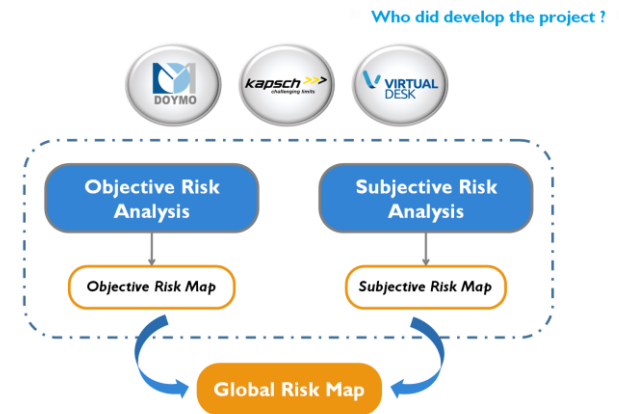 Who did develop the project ?
DOYMO
kapsch >>>
challenging limits
VIRTUAL
DESK
Objective Risk
Analysis
Subjective Risk
Analysis
Objective Risk Map
Subjective Risk Map
Global Risk Map